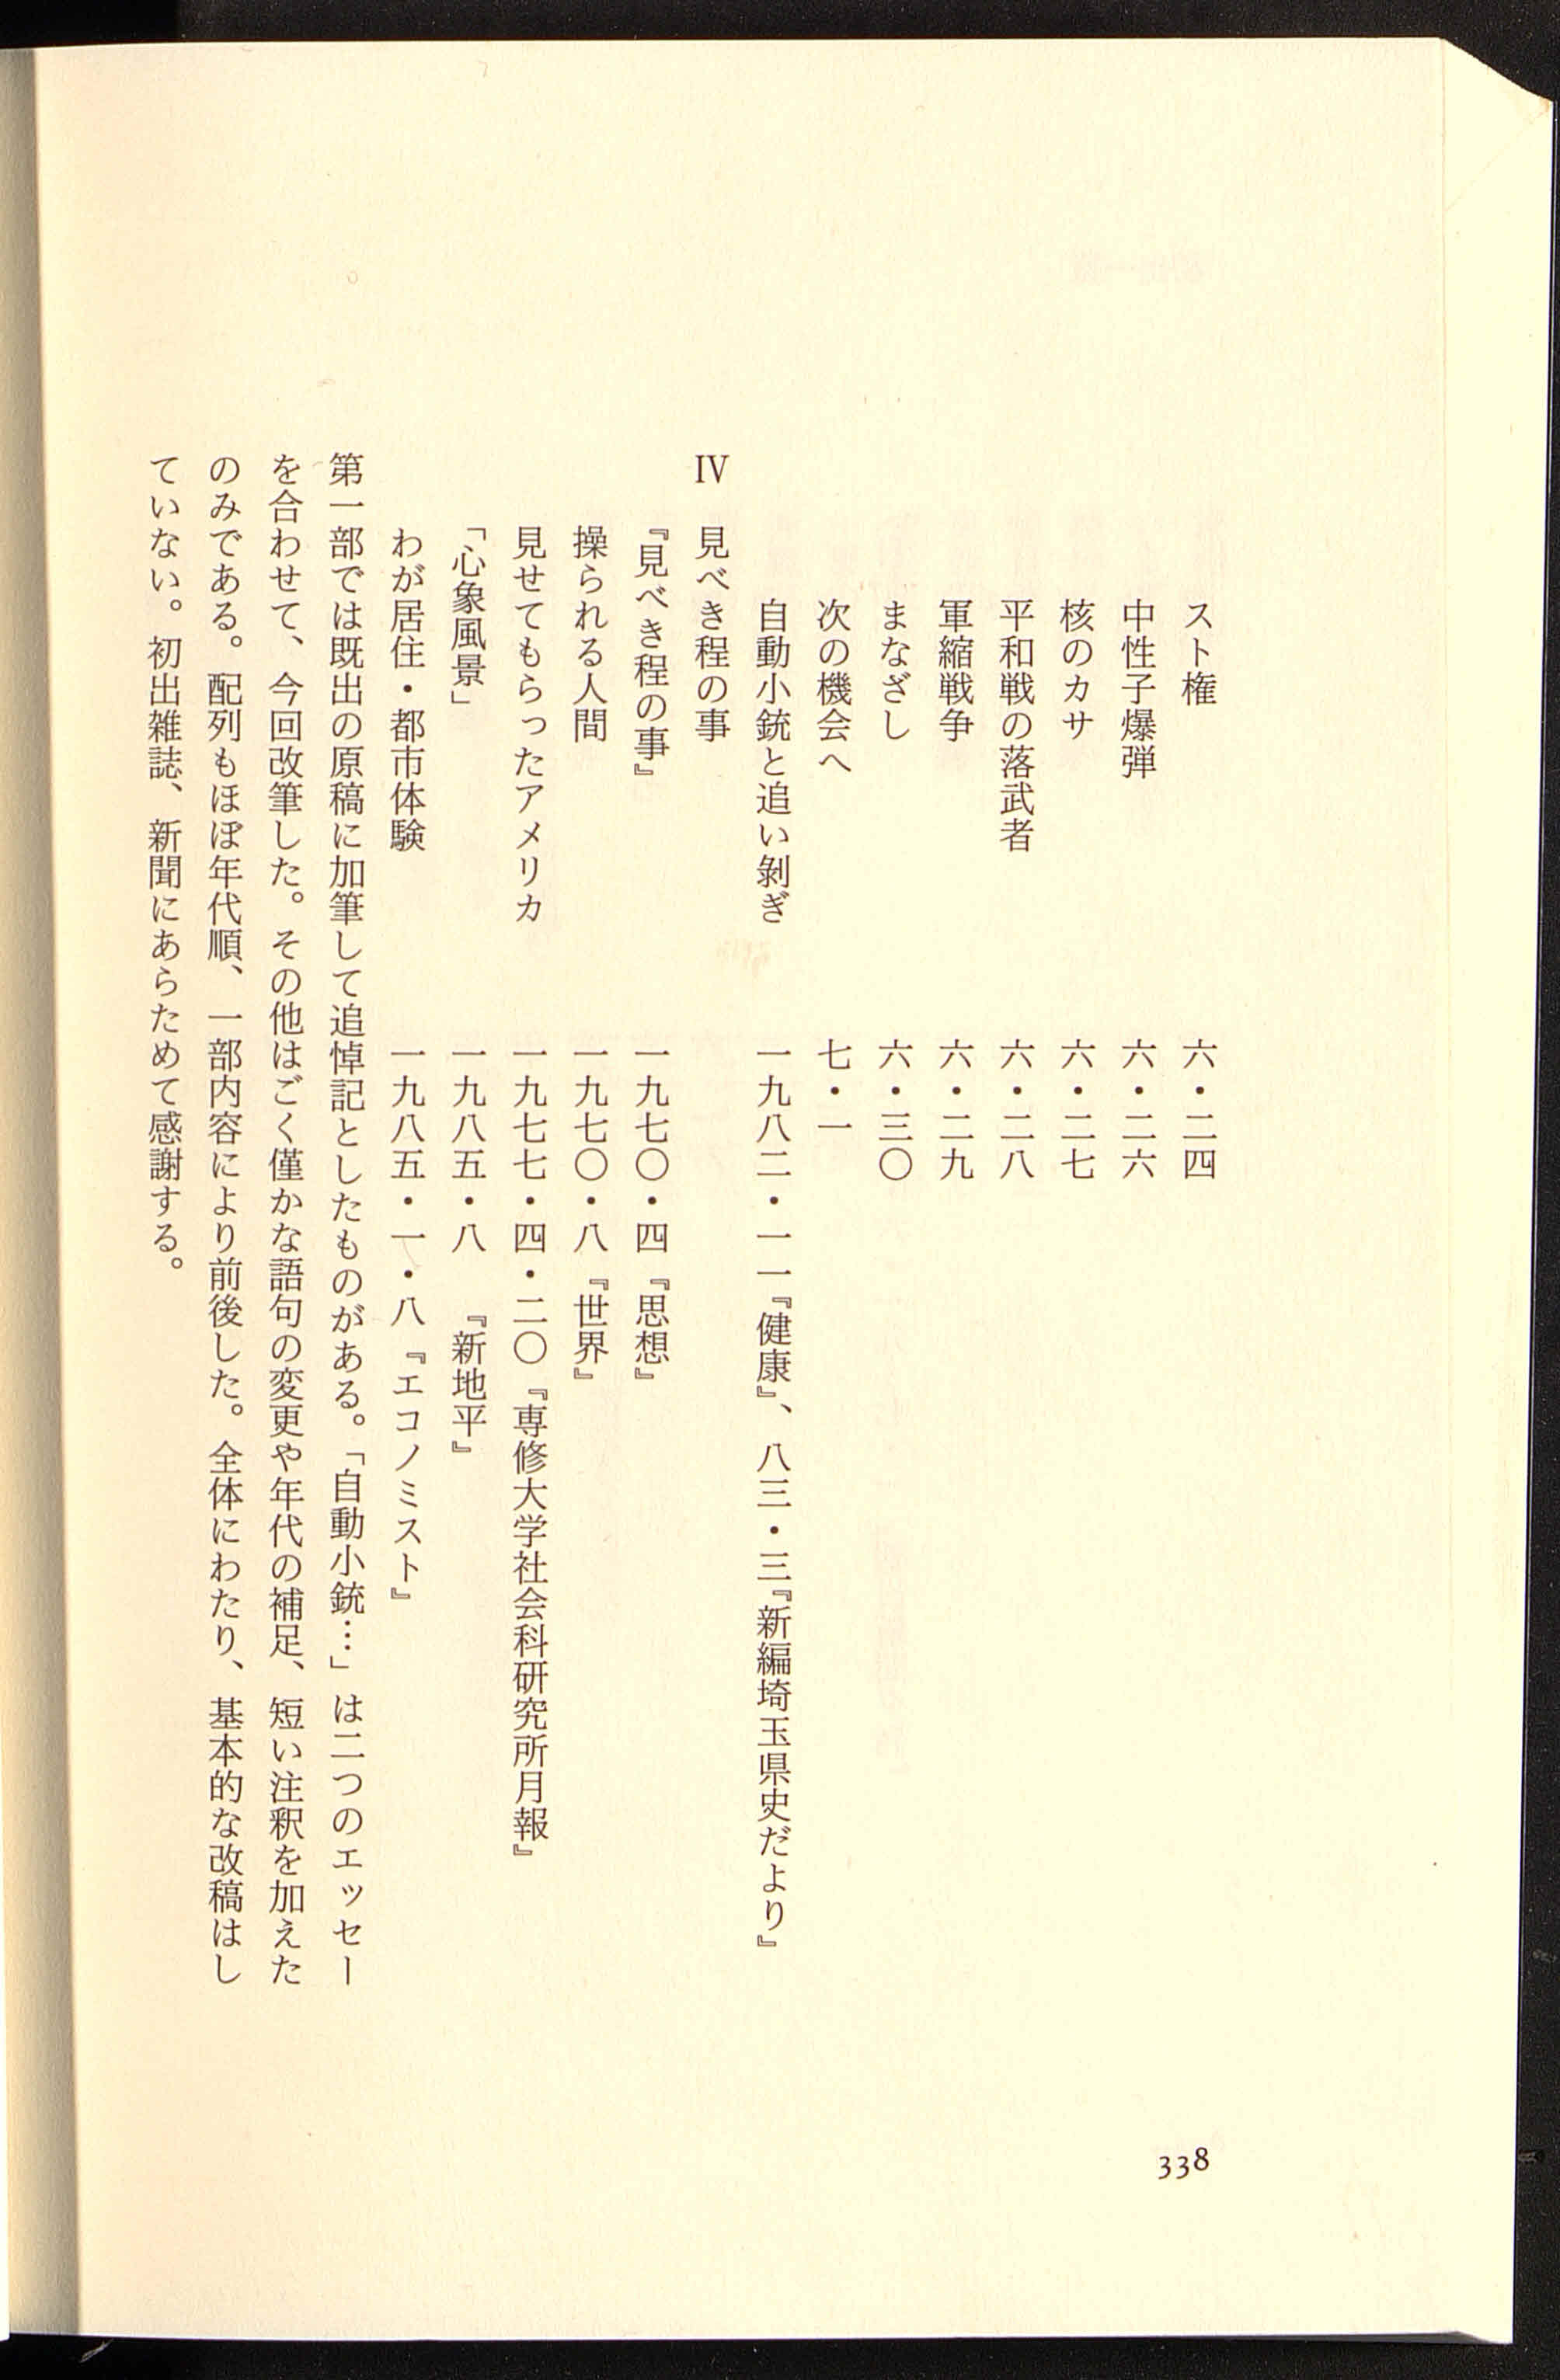 スト権　六・二四
中性子爆弾　六・二六
核のカサ　六・二七
平和戦の落武者　六・二八
軍縮戦争　六・二九
まなざし　六・三〇
次の機会へ　七・一
自動小銃と追い剝ぎ　一九八二・一一『健康』、八三・三『新編埼玉県史だより』
Ⅳ　見べき程の事
『見べき程の事』　一九七〇・四『思想』
操られる人間　一九七〇・八『世界』
見せてもらったアメリカ　一九七七・四・二〇『専修大学社会科研究所月報』
「心象風景」　一九八五・八　『新地平』
わが居住・都市体験　一九八五・一・八『エコノミスト』
第一部では既出の原稿に加筆して追悼記としたものがある。「自動小銃…」は二つのエッセー
を合わせて、今回改筆した。その他はごく僅かな語句の変更や年代の補足、短い注釈を加えた
のみである。配列もほぼ年代順、一部内容により前後した。全体にわたり、基本的な改稿はし
ていない。初出雑誌、新聞にあらためて感謝する。
338